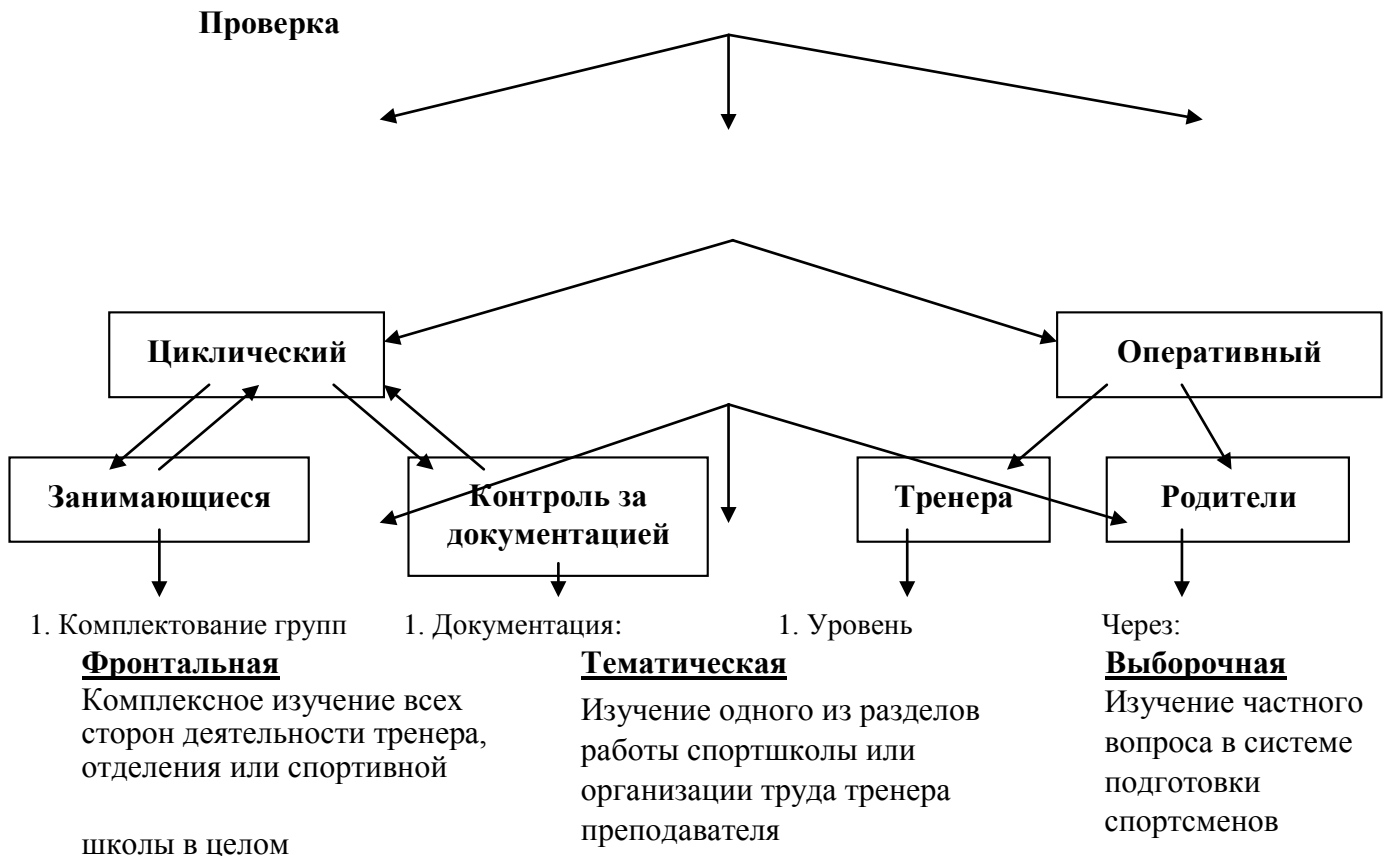 Проверка
Циклический
Оперативный
Занимающиеся
Контроль за
документацией
Тренера
Родители
1. Комплектование групп
1. Документация:
1. Уровень
Через:
Фронтальная
Комплексное изучение всех
сторон деятельности тренера,
отделения или спортивной
школы в целом
Тематическая
Изучение одного из разделов
работы спортшколы или
организации труда тренера
преподавателя
Выборочная
Изучение частного
вопроса в системе
подготовки
спортсменов